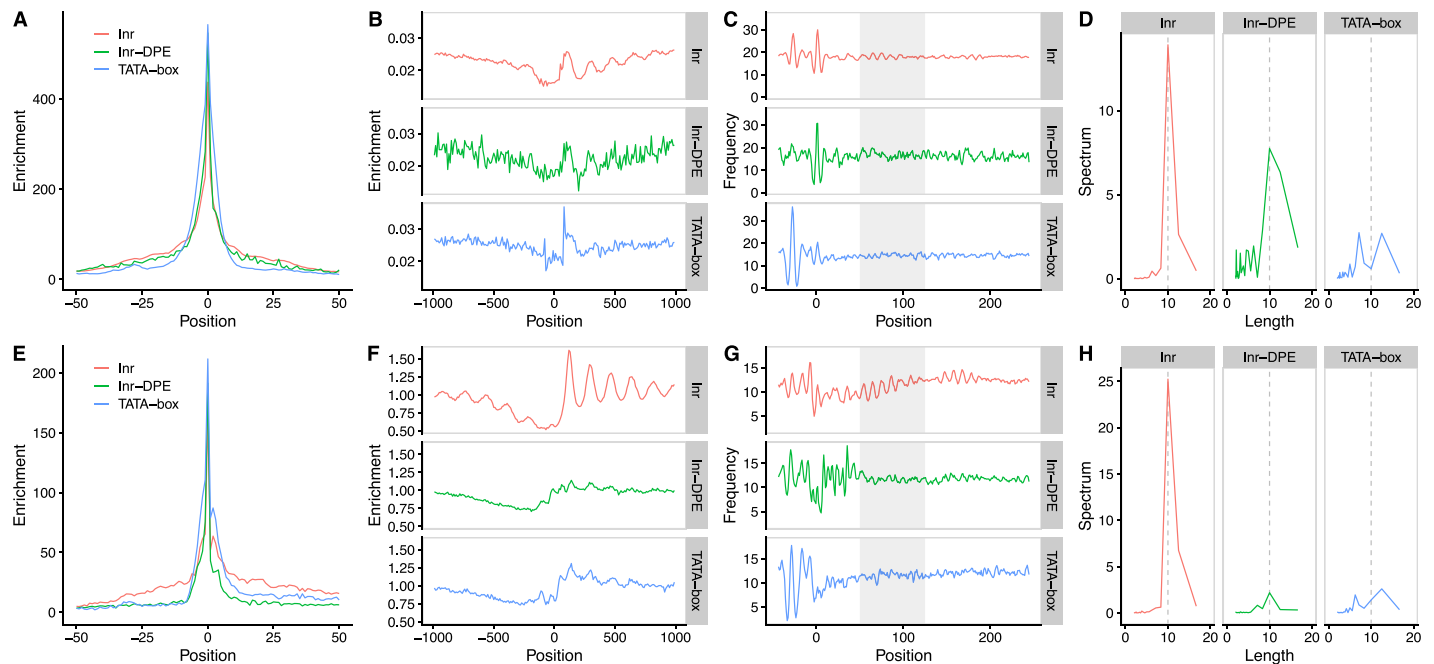 A
Inr
Inr–DPE
TATA–box
Enrichment
400
200
0
−50
−25
0
25
50
Position
B
Enrichment
0.03
0.02
0.03
0.02
0.03
0.02
Inr
Inr–DPE
TATA–box
−1000
−500
0
500
1000
Position
C
Frequency
30
20
10
0
30
20
10
0
30
20
10
0
Inr
Inr–DPE
TATA–box
0
100
200
Position
D
Inr
Inr–DPE
TATA–box
Spectrum
10
5
0
0
10
20
0
10
20
0
10
20
Length
E
Inr
Inr–DPE
TATA–box
Enrichment
200
150
100
50
0
−50
−25
0
25
50
Position
F
Enrichment
1.50
1.25
1.00
0.75
0.50
1.50
1.25
1.00
0.75
0.50
1.50
1.25
1.00
0.75
0.50
Inr
Inr–DPE
TATA–box
−1000
−500
0
500
1000
Position
G
Frequency
15
10
5
15
10
5
15
10
5
Inr
Inr–DPE
TATA–box
0
100
200
Position
H
Inr
Inr–DPE
TATA–box
Spectrum
25
20
15
10
5
0
0
10
20
0
10
20
0
10
20
Length